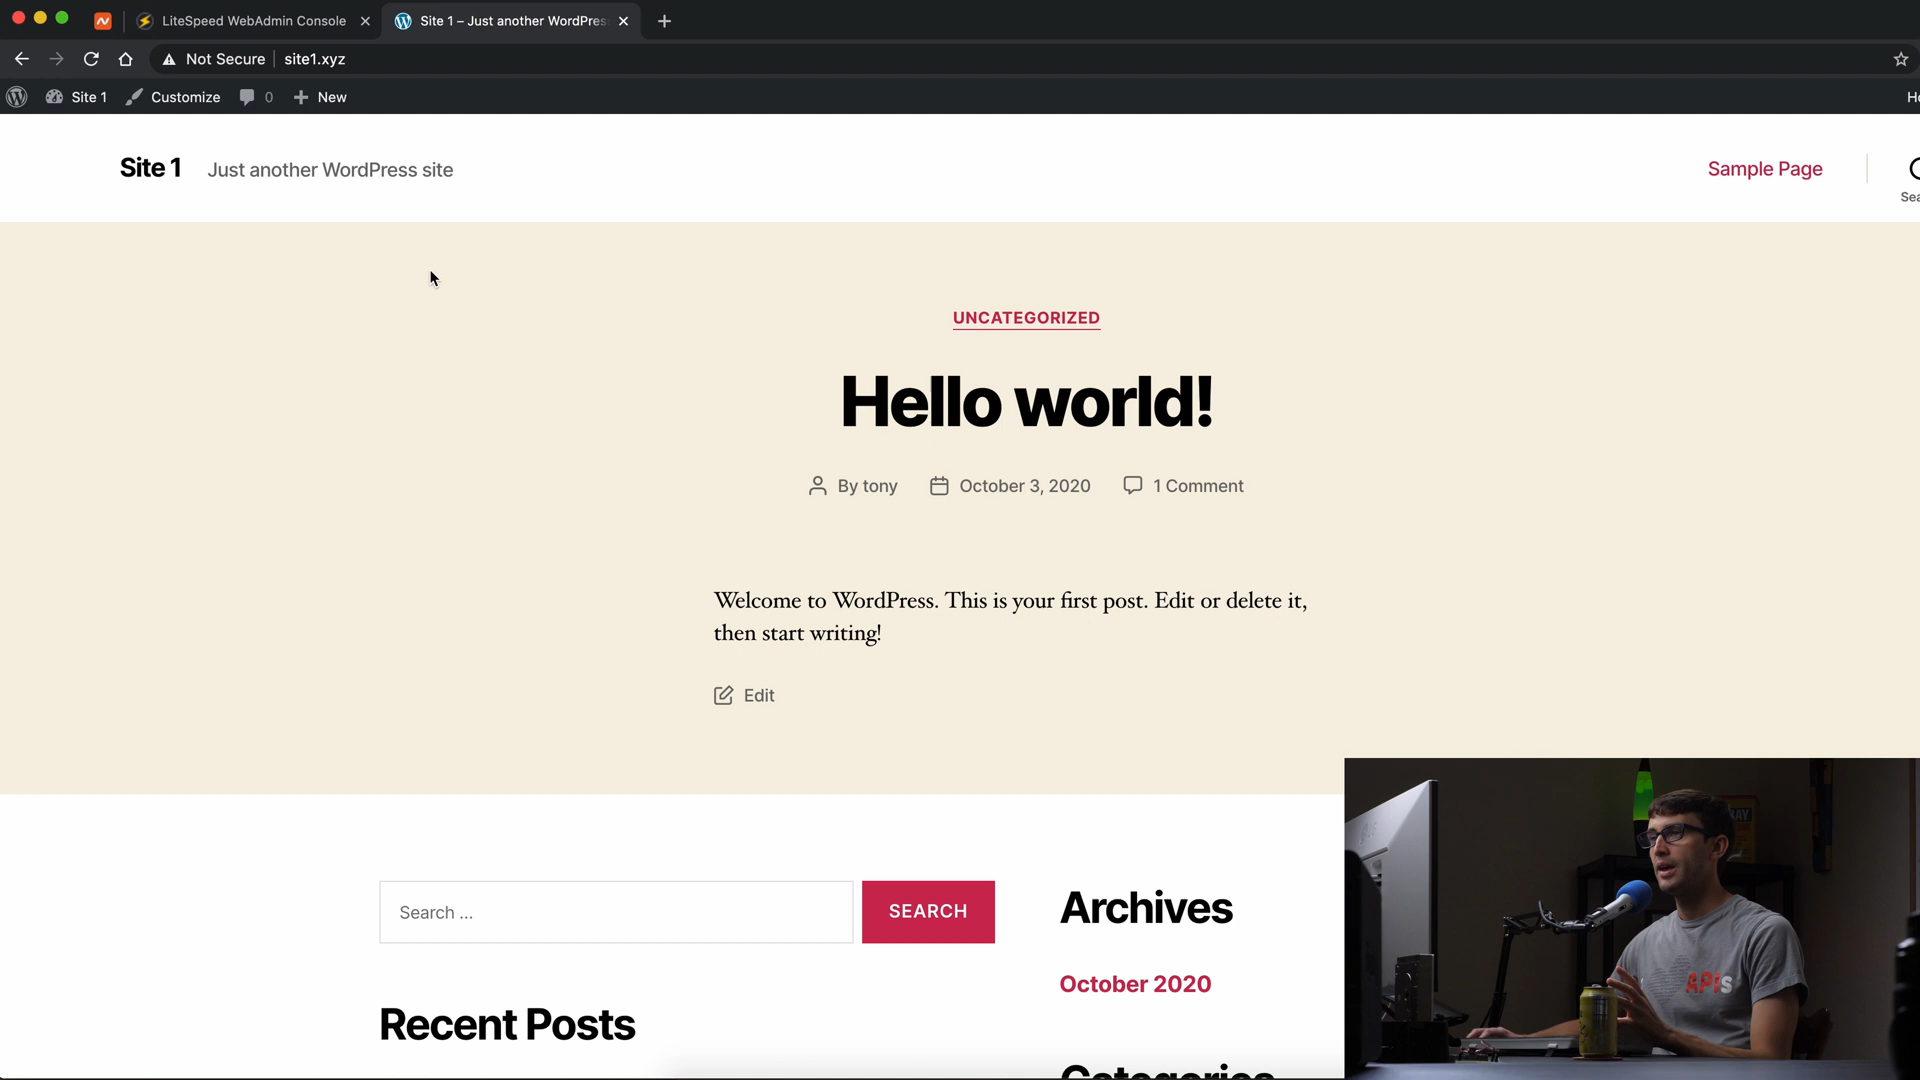 LiteSpeed WebAdmin Console
Site 1 – Just another WordPres
Not Secure
site1.xyz
Site 1
Customize
0
New
Site 1
Just another WordPress site
Sample Page
UNCATEGORIZED
Hello world!
By tony
October 3, 2020
1 Comment
Welcome to WordPress. This is your first post. Edit or delete it,
then start writing!
Edit
Search ...
SEARCH
Archives
October 2020
Recent Posts
Categories
APIs